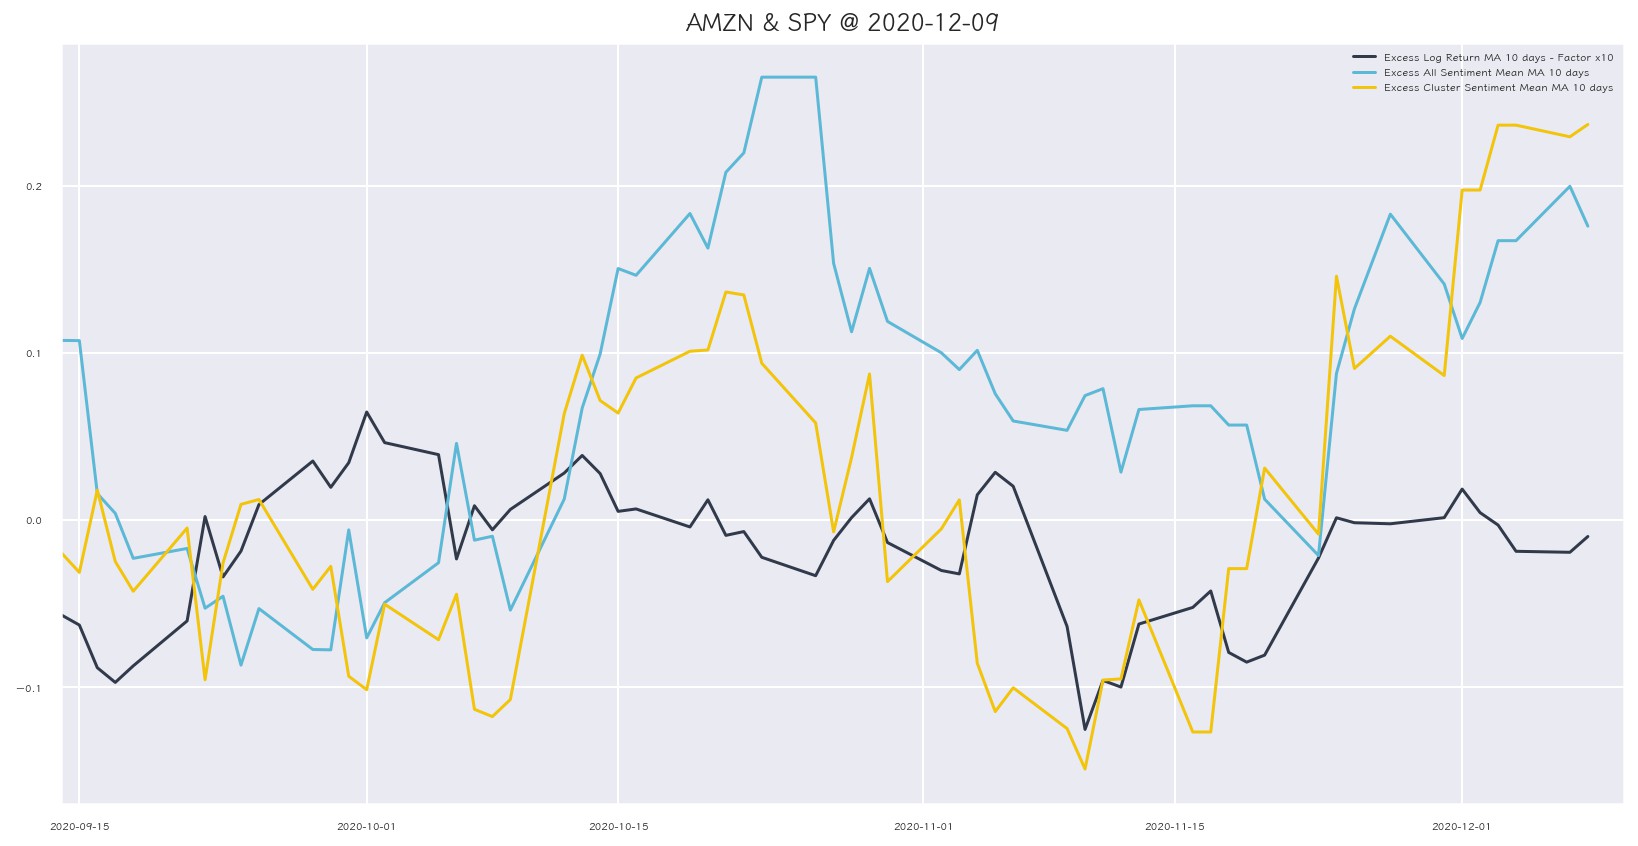 AMZN & SPY @ 2020-12-09
Excess Log Return MA 10 days - Factor x10
Excess All Sentiment Mean MA 10 days
Excess Cluster Sentiment Mean MA 10 days
0.2
0.1
0.0
−0.1
2020-09-15
2020-10-01
2020-10-15
2020-11-01
2020-11-15
2020-12-01